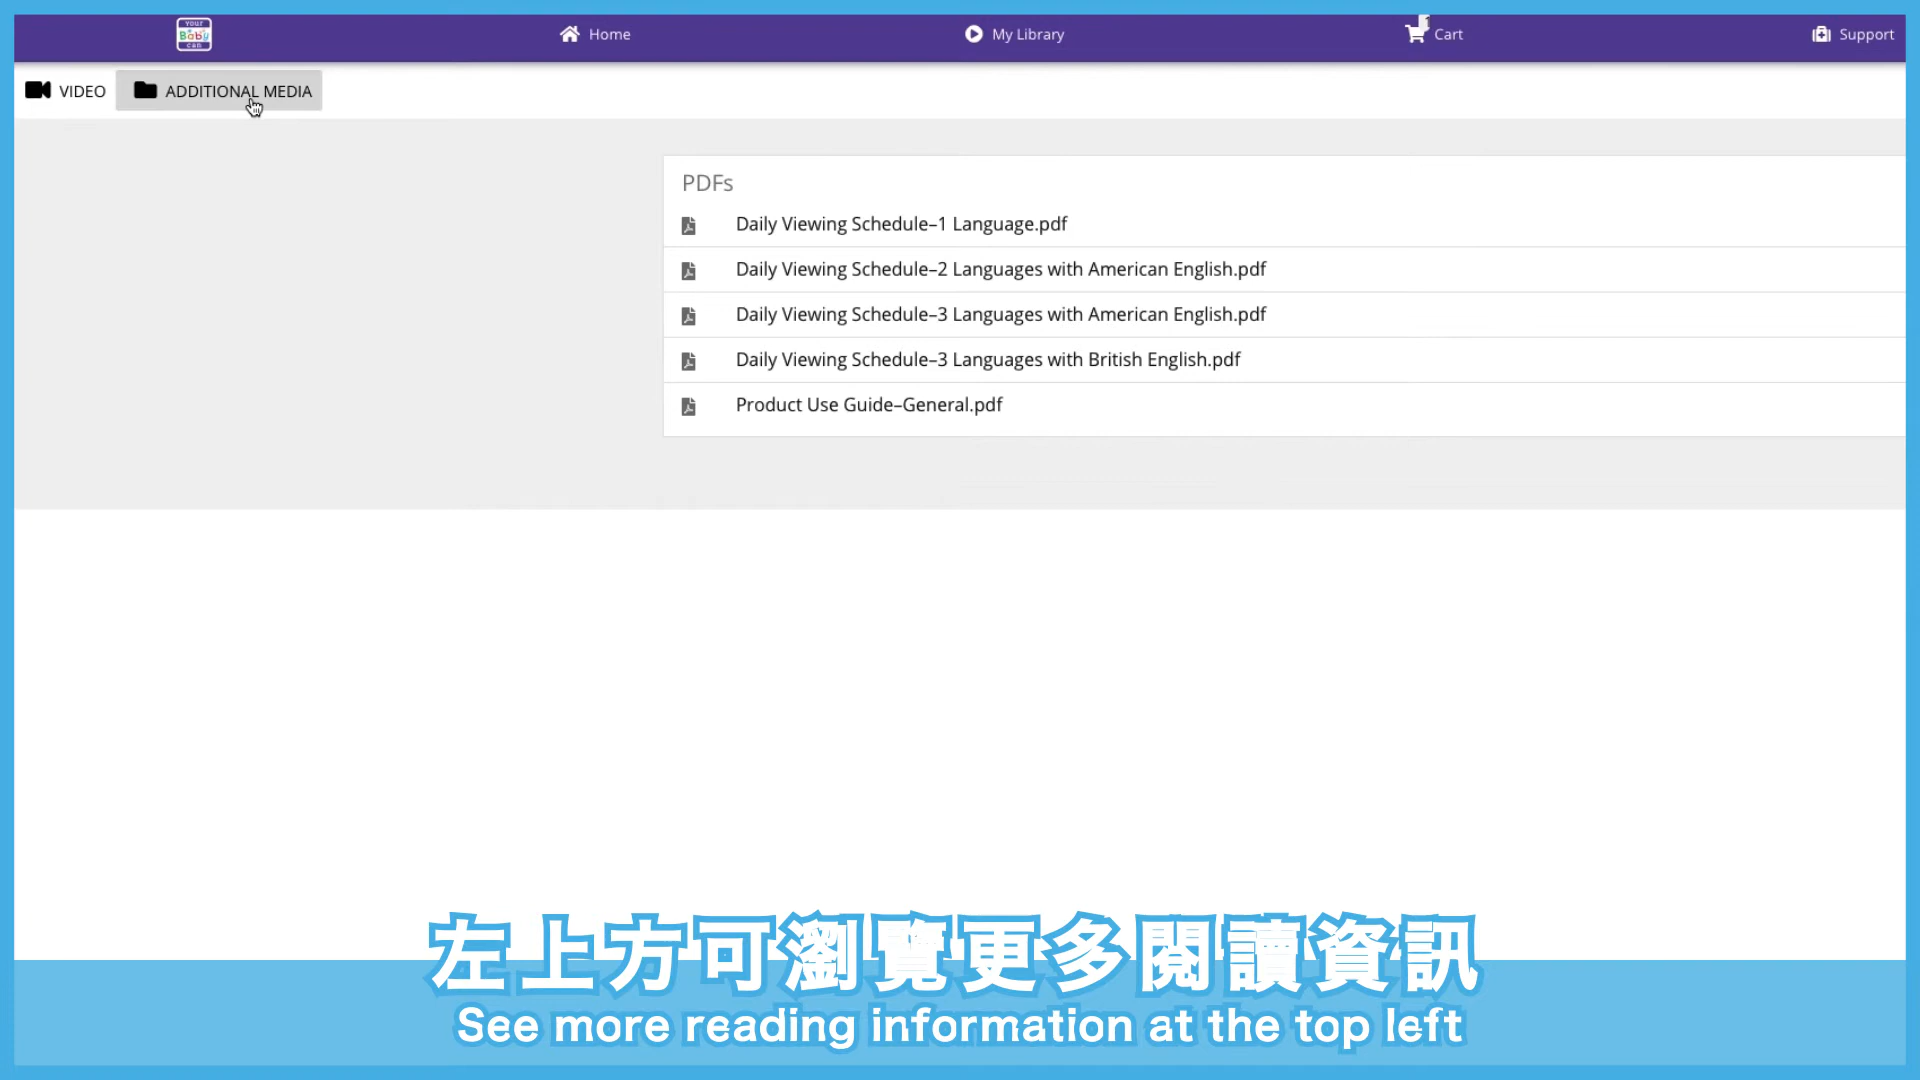 your
Baby
can
Home
My Library
Cart
Support
VIDEO
ADDITIONAL MEDIA
PDFs
Daily Viewing Schedule–1 Language.pdf
Daily Viewing Schedule–2 Languages with American English.pdf
Daily Viewing Schedule–3 Languages with American English.pdf
Daily Viewing Schedule–3 Languages with British English.pdf
Product Use Guide–General.pdf
左上方可瀏覽更多閱讀資訊
See more reading information at the top left